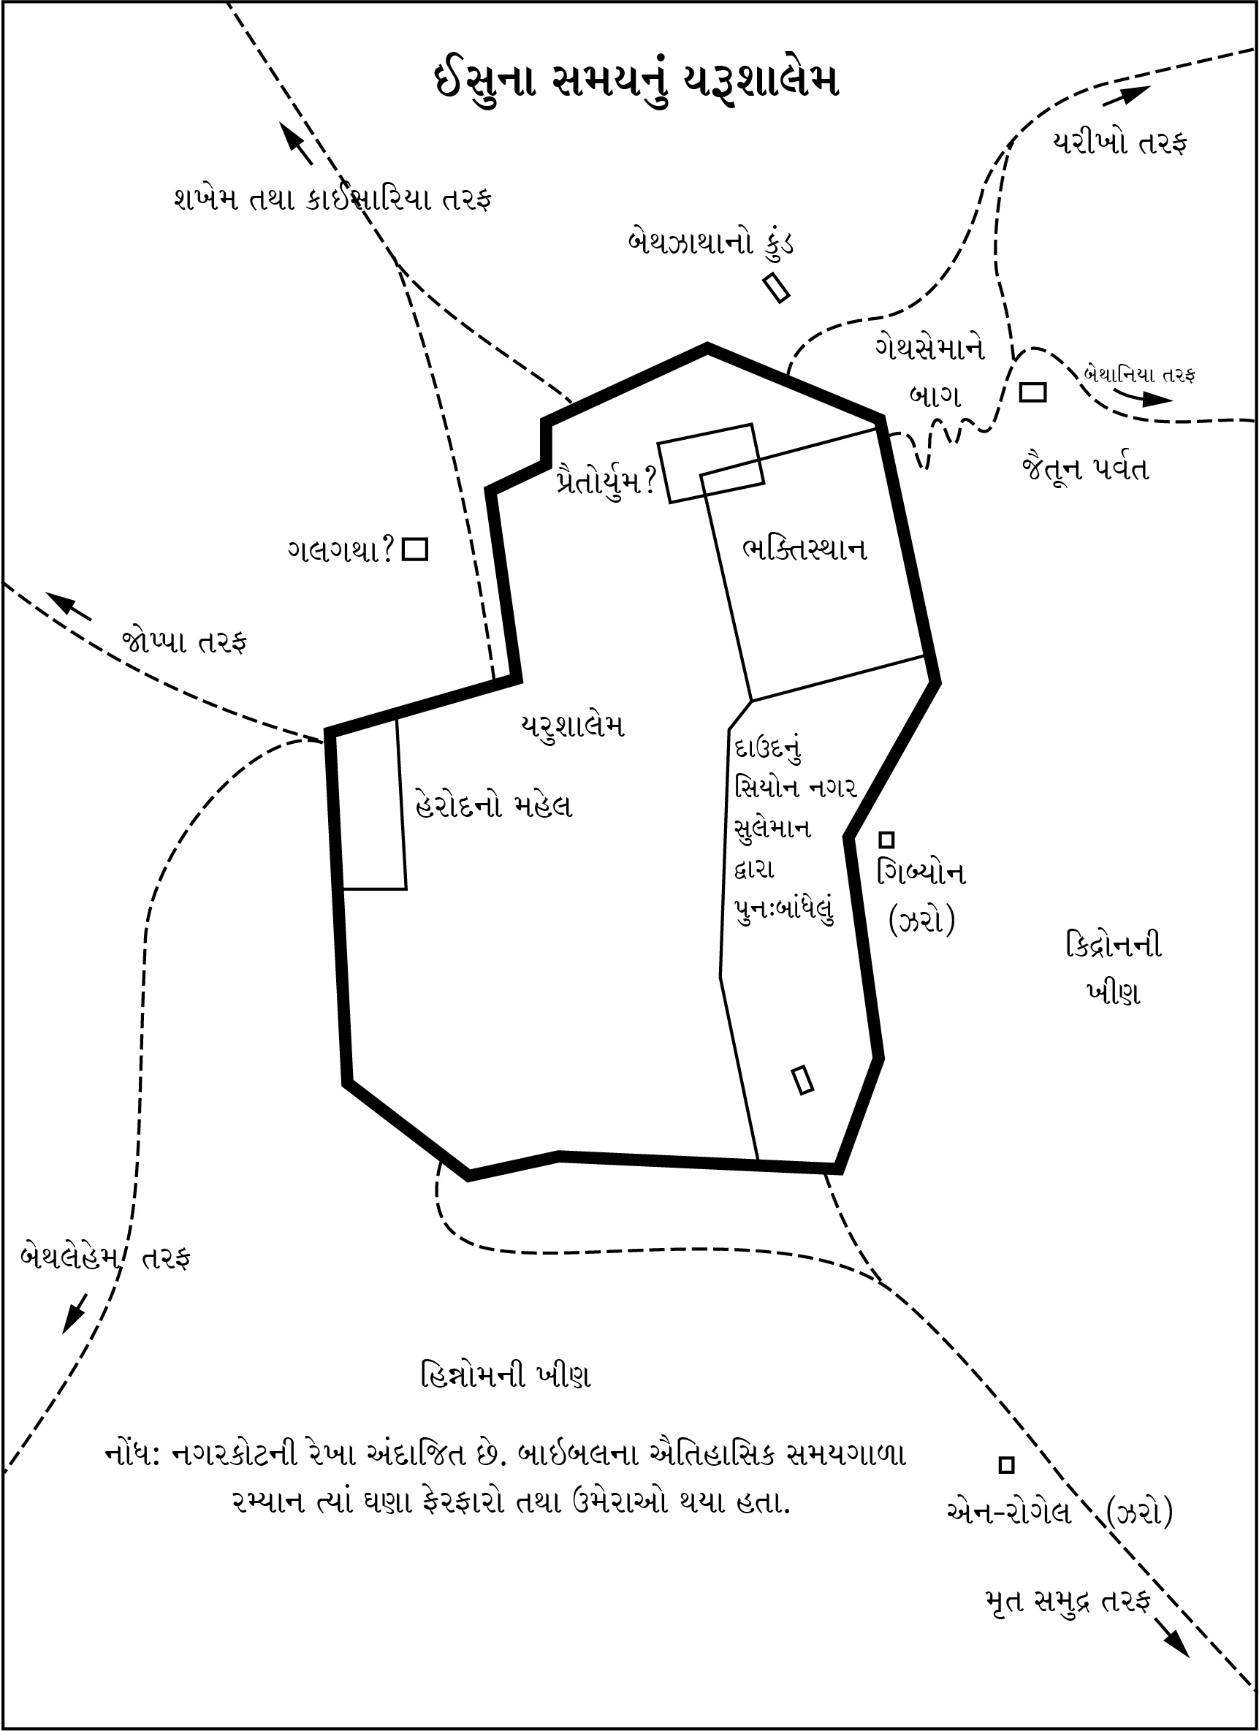 ઈસુના સમયનું યરૂશાલેમ
યરીખો તરફ
શખેમ તથા કાઈસારિયા તરફ
બેથઝાથાનો કુંડ
ગેથસેમાને
બાગ
બેથાનિયા તરફ
જૈતૂન પર્વત
પ્રૈતોર્યુમ?
ભક્તિસ્થાન
ગલગથા?
જોપ્પા તરફ
યરુશાલેમ
હેરોદનો મહેલ
દાઉદનું
સિયોન નગર
સુલેમાન
દ્વારા
પુનઃબાંધેલું
ગિબ્યોન
(ઝરો)
કિદ્રોનની
ખીણ
બેથલેહેમ તરફ
હિન્નોમની ખીણ
નોંધ: નગરકોટની રેખા અંદાજિત છે. બાઇબલના ઐતિહાસિક સમયગાળા
રમ્યાન ત્યાં ઘણા ફેરફારો તથા ઉમેરાઓ થયા હતા.
એન-રોગેલ (ઝરો)
મૃત સમુદ્ર તરફ